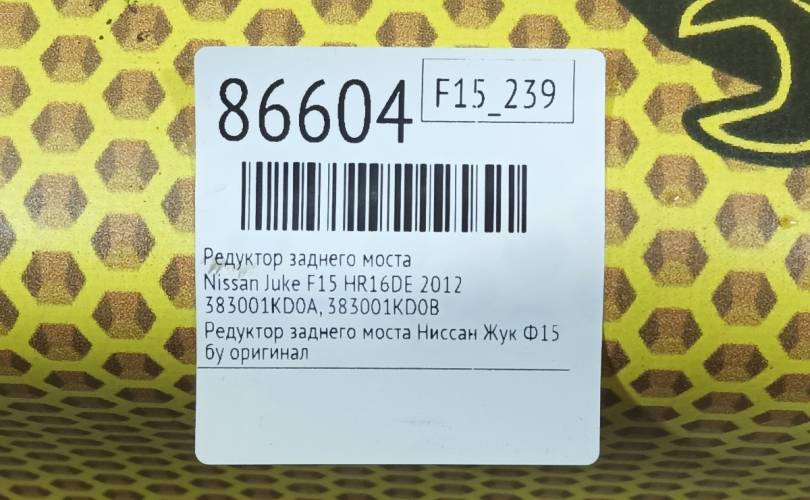 86604
F15_239
Редуктор заднего моста
Nissan Juke F15 HR16DE 2012
383001KD0A, 383001KD0B
Редуктор заднего моста Ниссан Жук Ф15
бу оригинал